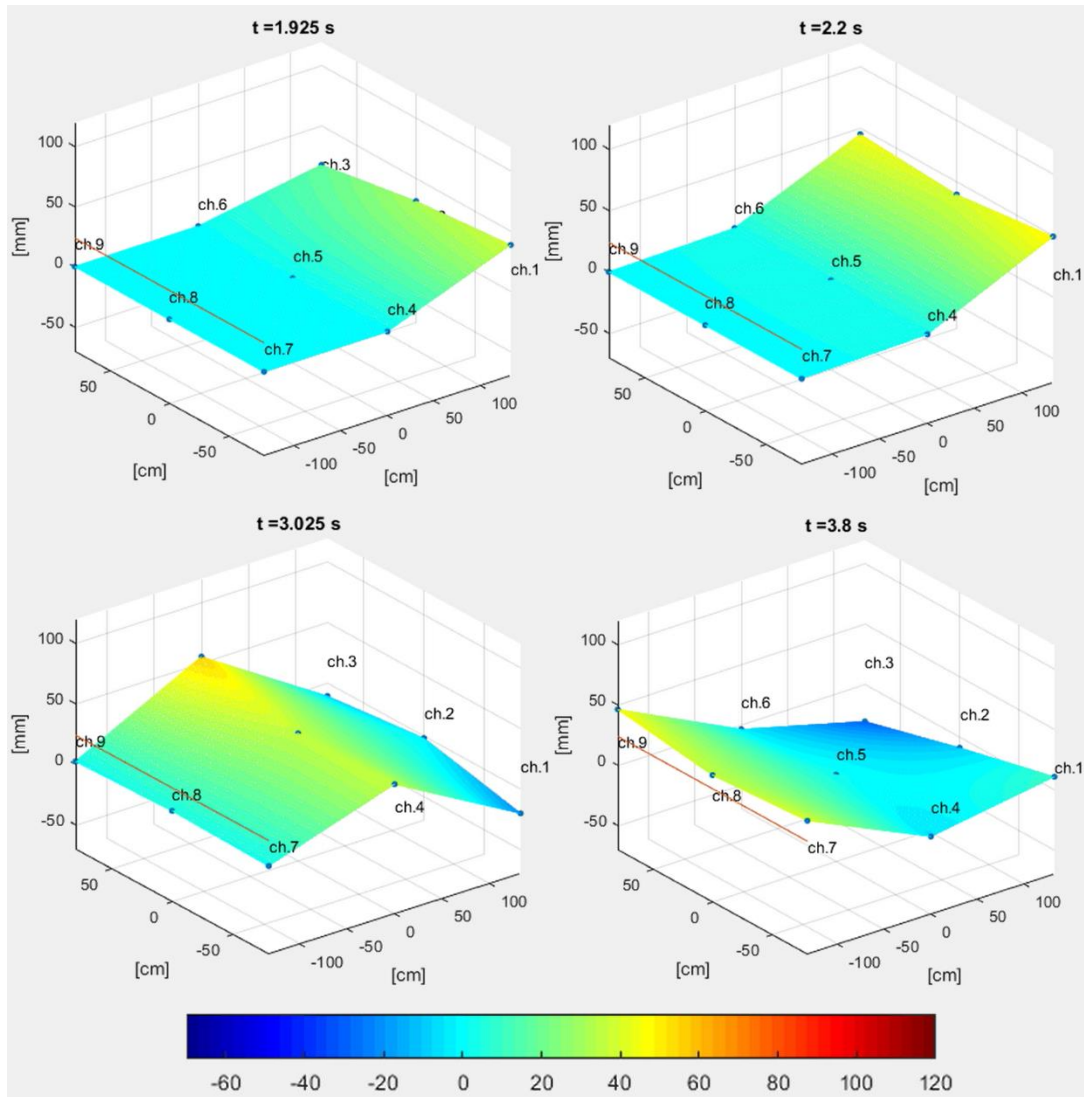 t =1.925 s
100
50
0
-50
[mm]
ch.3
ch.6
ch.9
ch.5
ch.1
ch.8
ch.4
ch.7
50
0
-50
[cm]
-100
-50
0
50
100
[cm]
t =2.2 s
100
50
0
-50
[mm]
ch.6
ch.9
ch.5
ch.1
ch.8
ch.4
ch.7
50
0
-50
[cm]
-100
-50
0
50
100
[cm]
t =3.025 s
100
50
0
-50
[mm]
ch.3
ch.2
ch.9
ch.1
ch.8
ch.4
ch.7
50
0
-50
[cm]
-100
-50
0
50
100
[cm]
t =3.8 s
100
50
0
-50
[mm]
ch.3
ch.6
ch.2
ch.9
ch.5
ch.1
ch.8
ch.4
ch.7
50
0
-50
[cm]
-100
-50
0
50
100
[cm]
-60 -40 -20 0 20 40 60 80 100 120